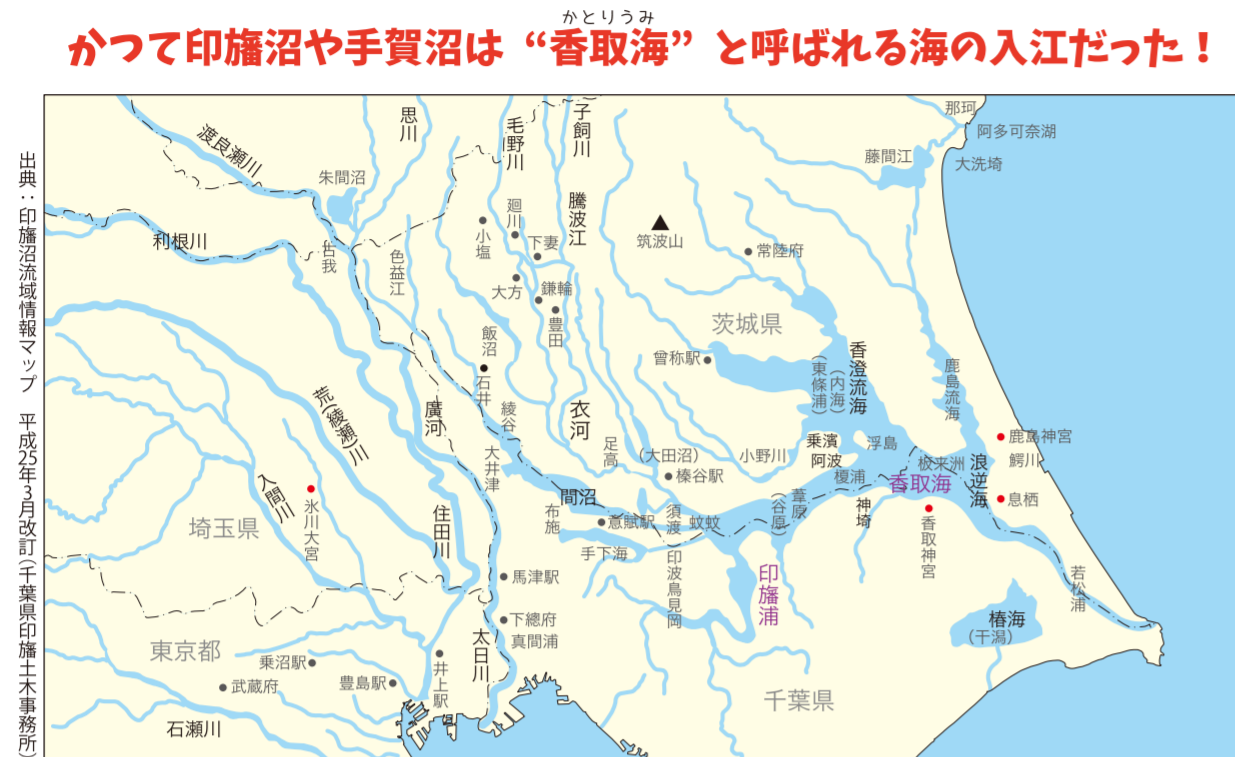 かとりうみ
かつて印旛沼や手賀沼は“香取海”と呼ばれる海の入江だった！
出典：印旛沼流域情報マップ　平成25年3月改訂(千葉県印旛土木事務所)
渡良瀬川
思川
毛野川
子飼川
那珂
阿多可奈湖
藤間江
大洗埼
朱間沼
利根川
古我
色益江
小塩
廻川
下妻
騰波江
筑波山
常陸府
大方
鎌輪
豊田
飯沼
石井
茨城県
曾称駅
(東條浦)
(内海)
香澄流海
鹿島流海
荒(綾瀬)川
廣河
綾谷
衣河
足高
(大田沼)
榛谷駅
小野川
乗濱
阿波
浮島
榎浦
板来洲
浪逆海
鹿島神宮
鰐川
息栖
香取海
香取神宮
神埼
大井津
間沼
布施
意賦駅
須渡
蚊蚊
(谷原)
葦原
手下海
(印波鳥見岡
印旛浦
入間川
氷川大宮
埼玉県
住田川
馬津駅
下總府
真間浦
太日川
東京都
乗沼駅
武蔵府
豊島駅
井上駅
石瀬川
若松浦
椿海
(干潟)
千葉県